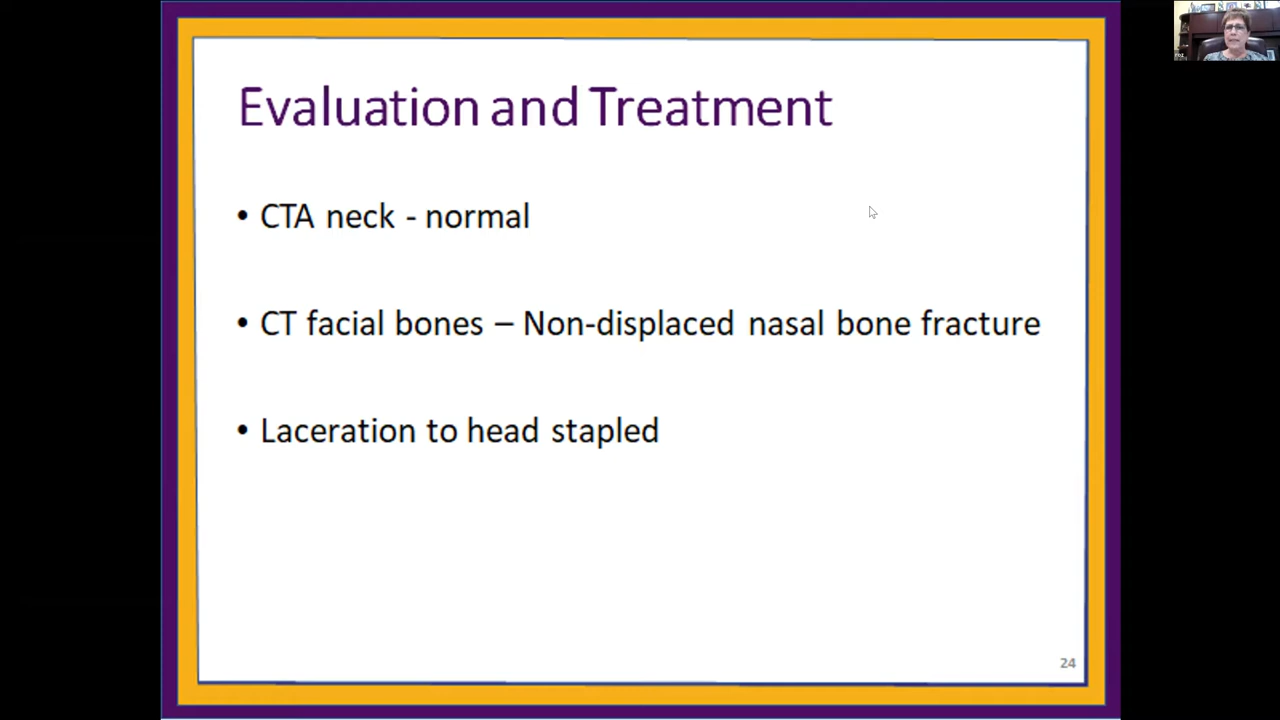 Evaluation and Treatment
• CTA neck - normal
• CT facial bones – Non-displaced nasal bone fracture
• Laceration to head stapled
24